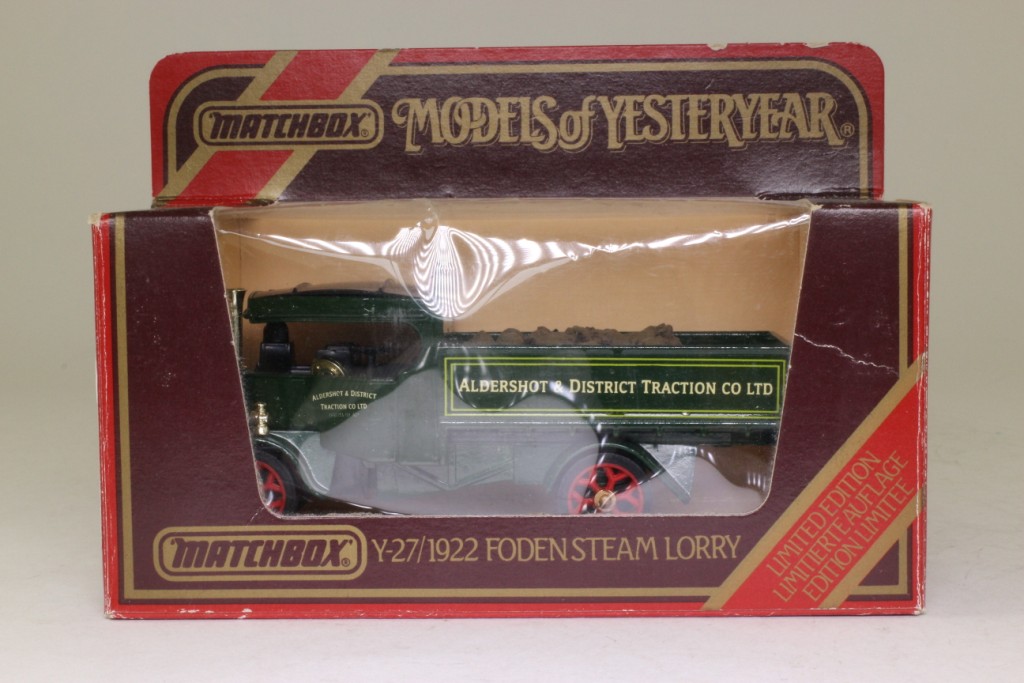 MATCHBOX®
MODELS of YESTERYEAR®
ALDERSHOT & DISTRICT
TRACTION CO LTD
ALDERSHOT & DISTRICT TRACTION CO LTD
MATCHBOX®
Y-27/1922 FODEN STEAM LORRY
LIMITED EDITION
LIMITIERTE AUFLAGE
EDITION LIMITÉE